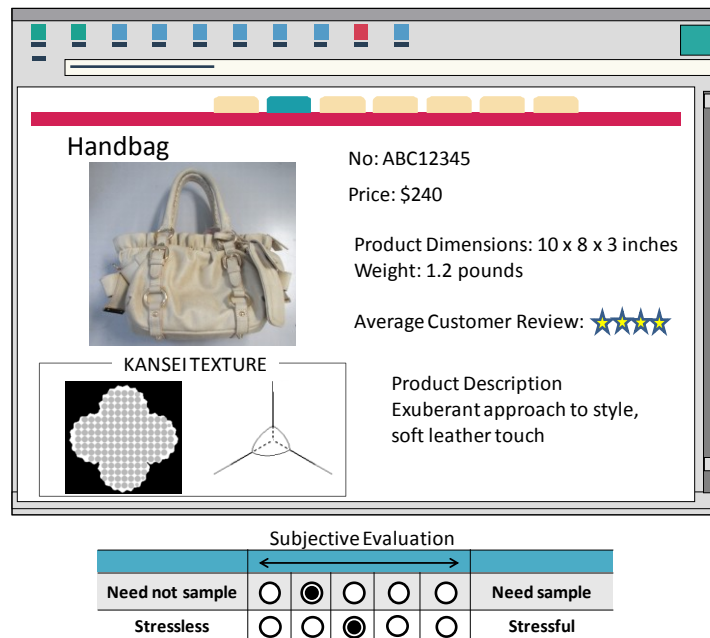 Handbag
No: ABC12345
Price: $240
Product Dimensions: 10 x 8 x 3 inches
Weight: 1.2 pounds
Average Customer Review:
KANSEI TEXTURE
Product Description
Exuberant approach to style,
soft leather touch
Subjective Evaluation
Need not sample Need sample
Stressless Stressful